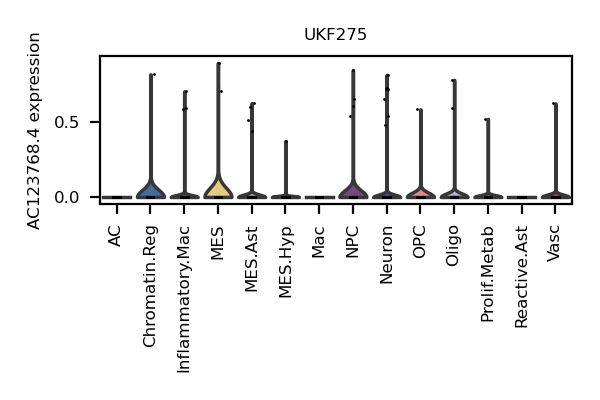 UKF275
AC123768.4 expression
0.5
0.0
AC
Chromatin.Reg
Inflammatory.Mac
MES
MES.Ast
MES.Hyp
Mac
NPC
Neuron
OPC
Oligo
Prolif.Metab
Reactive.Ast
Vasc